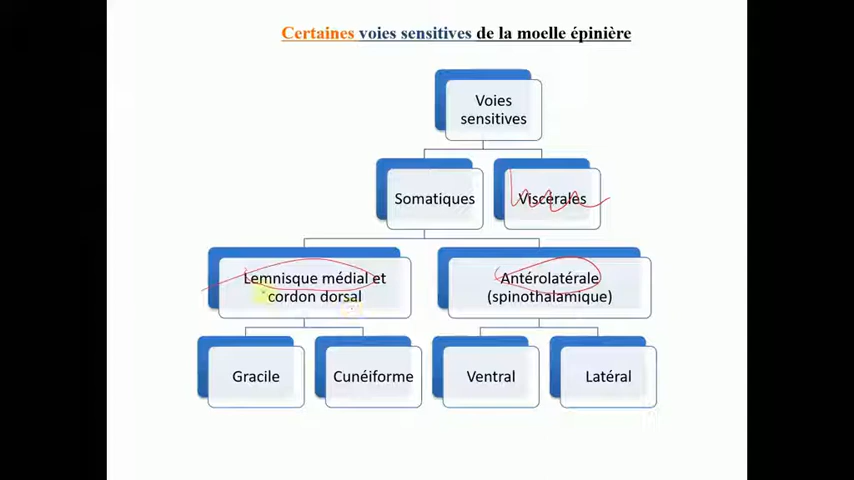 Certaines voies sensitives de la moelle épinière
Voies
sensitives
Somatiques
Viscérales
Lemnisque médial et
cordon dorsal
Antérolatérale
(spinothalamique)
Gracile
Cunéiforme
Ventral
Latéral